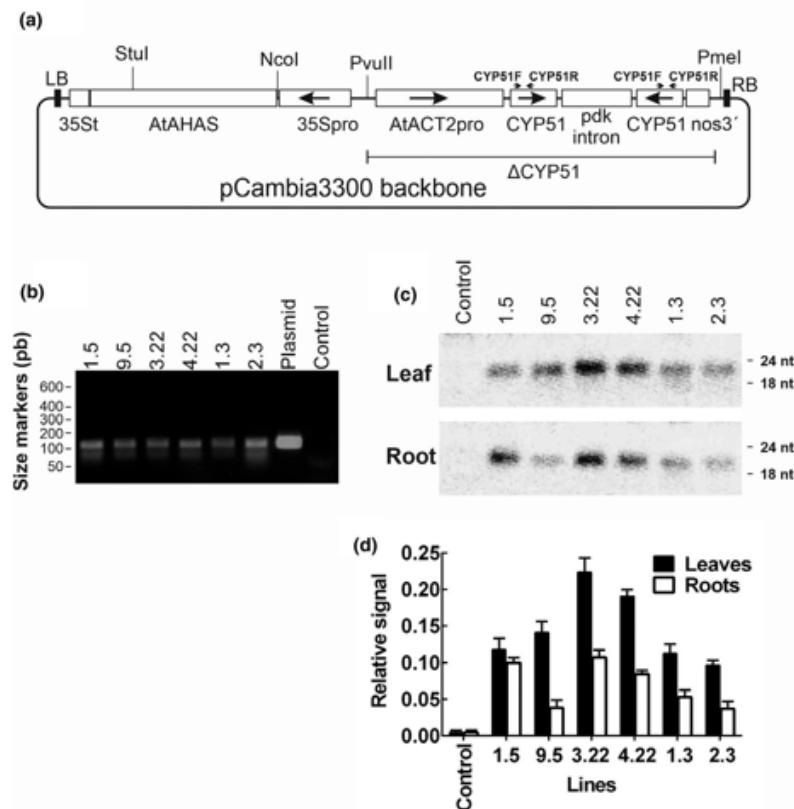 (a)
StuI NcoI PvuII PmeI
CYP51F CYP51R CYP51F CYP51R
LB RB
35St AtAHAS 35Spro AtACT2pro CYP51 pdk intron CYP51 nos3´
ΔCYP51
pCambia3300 backbone
(b)
1.5 9.5 3.22 4.22 1.3 2.3 Plasmid Control
Size markers (pb)
600
400
300
200
100
50
(c)
Control 1.5 9.5 3.22 4.22 1.3 2.3
Leaf
24 nt
18 nt
Root
24 nt
18 nt
(d)
Relative signal
0.25
0.20
0.15
0.10
0.05
0.00
Leaves
Roots
Control 1.5 9.5 3.22 4.22 1.3 2.3
Lines